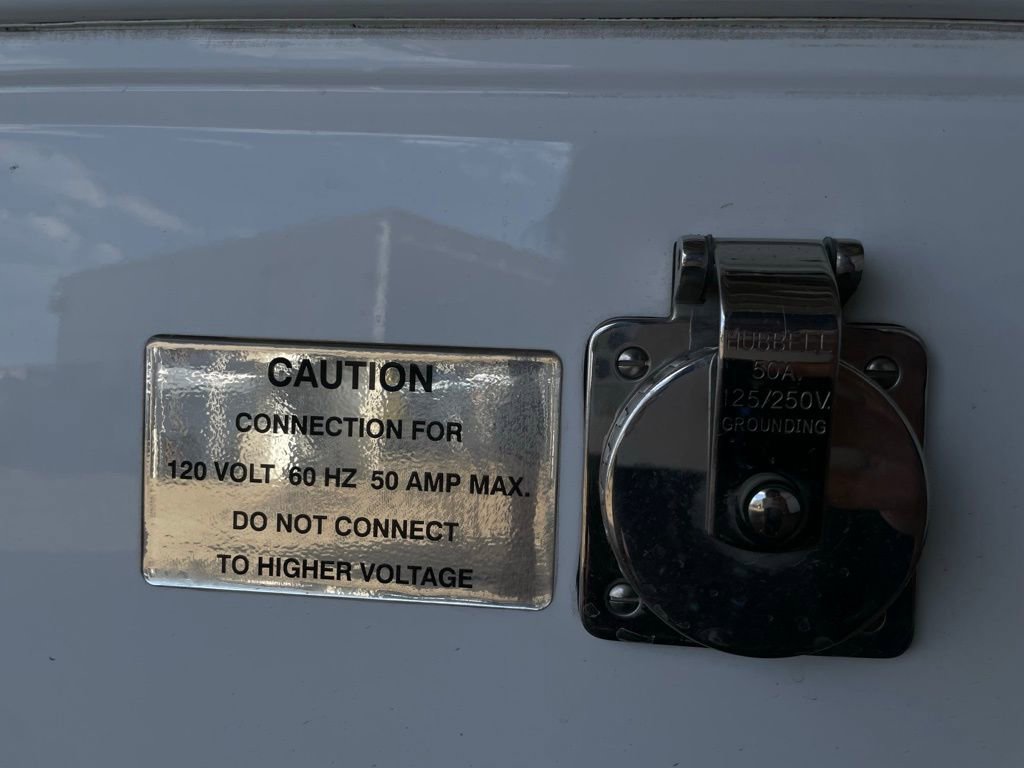 CAUTION
CONNECTION FOR
120 VOLT 60 HZ 50 AMP MAX.
DO NOT CONNECT
TO HIGHER VOLTAGE
HUBBELL
50A.
125/250V.
GROUNDING